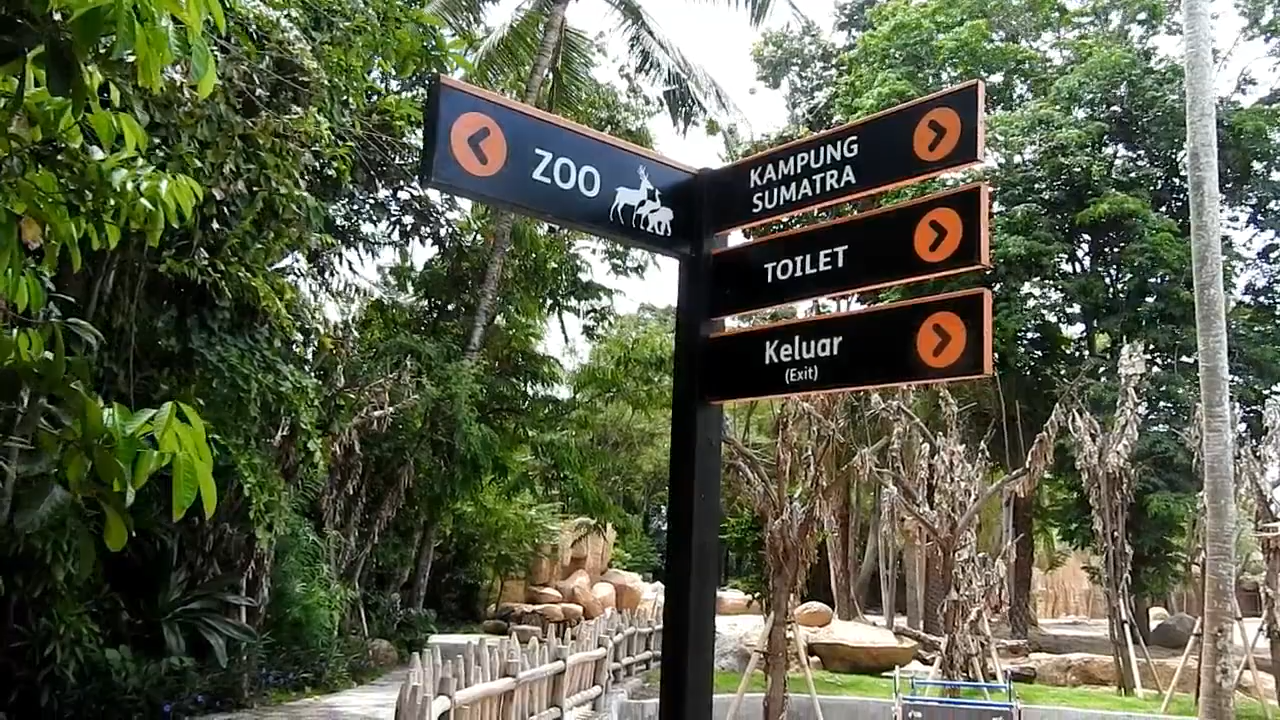 ZOO
KAMPUNG
SUMATRA
TOILET
Keluar
(Exit)